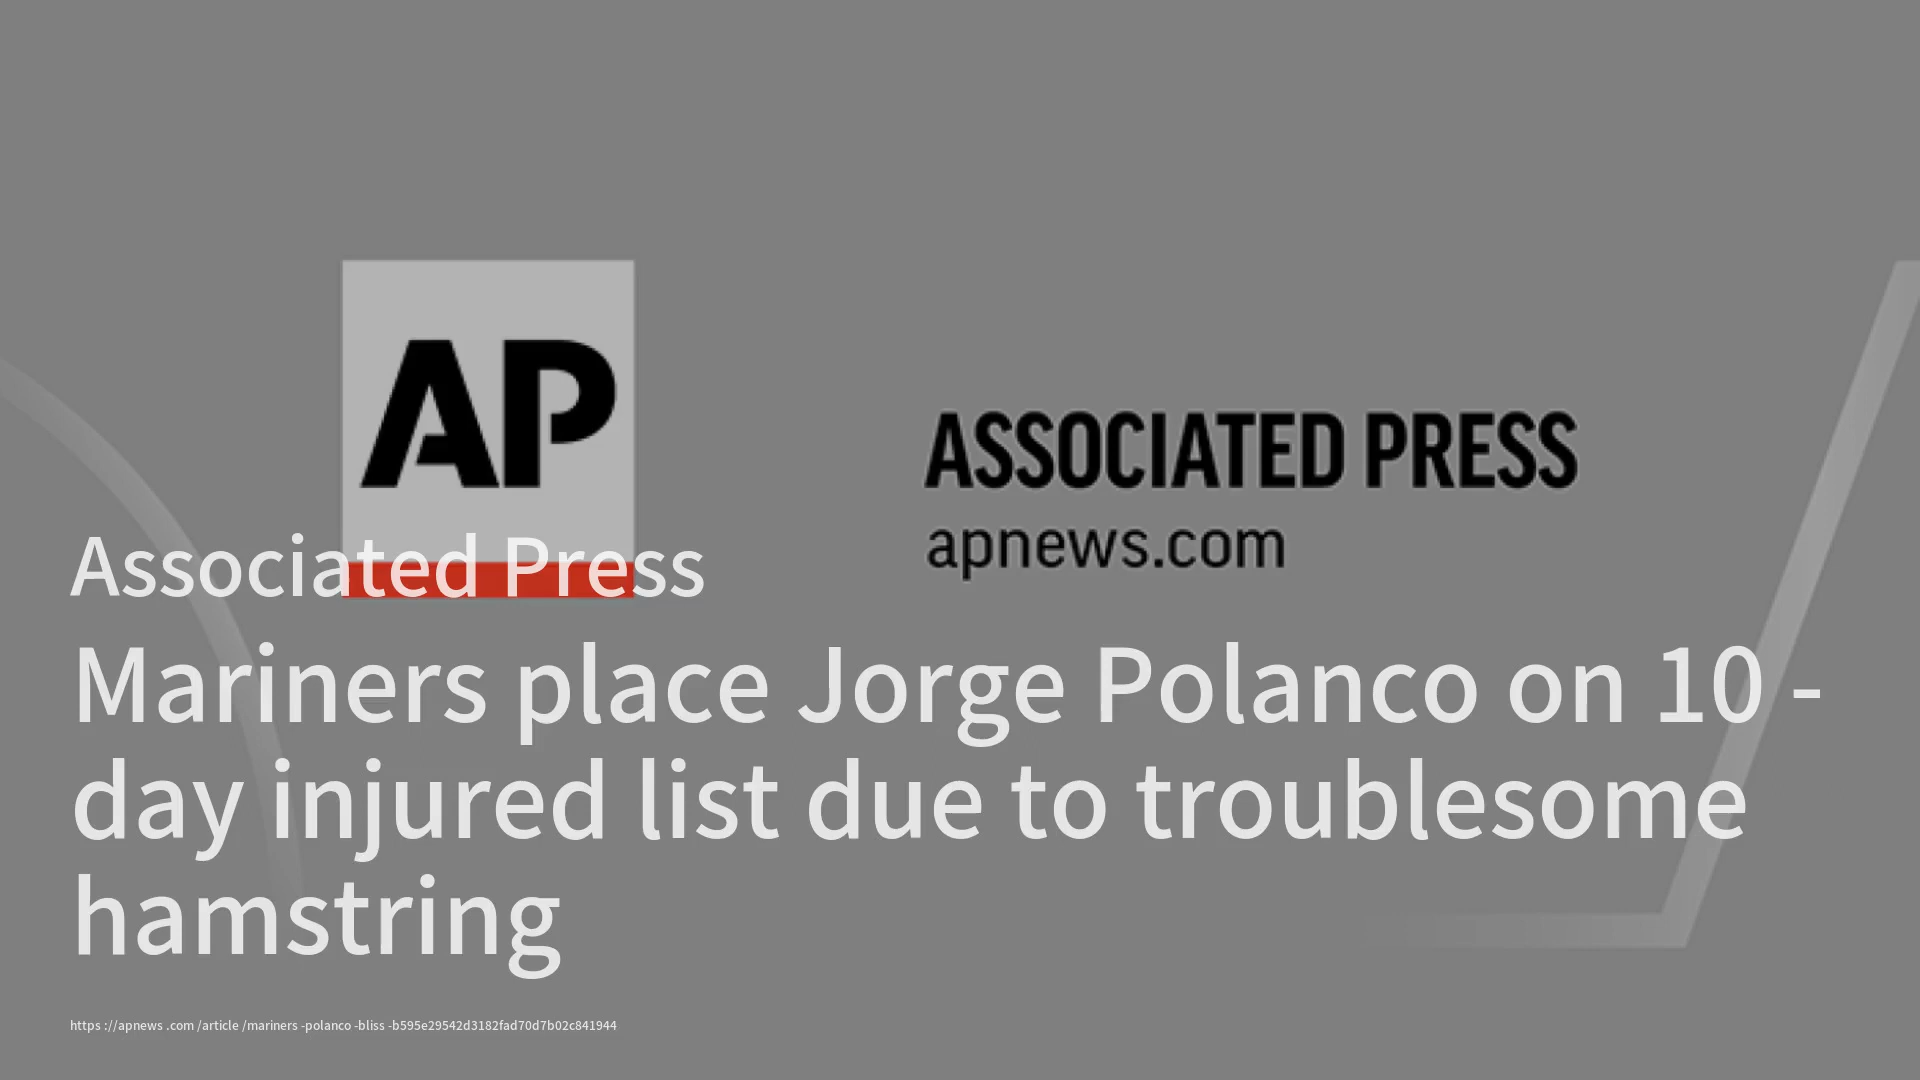 AP
ASSOCIATED PRESS
apnews.com
Associated Press
Mariners place Jorge Polanco on 10 -
day injured list due to troublesome
hamstring
https ://apnews .com /article /mariners -polanco -bliss -b595e29542d3182fad70d7b02c841944